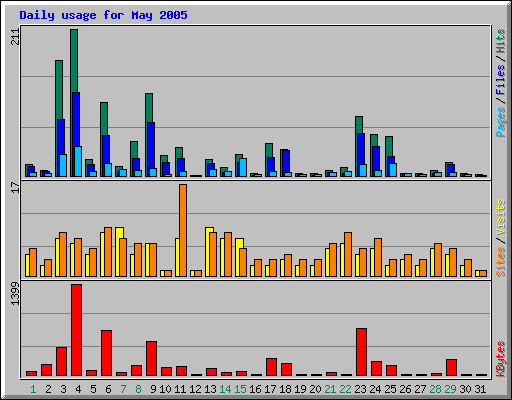 Daily usage for May 2005
211
Pages / Files / Hits
17
Sites / Visits
1399
KBytes
1 2 3 4 5 6 7 8 9 10 11 12 13 14 15 16 17 18 19 20 21 22 23 24 25 26 27 28 29 30 31